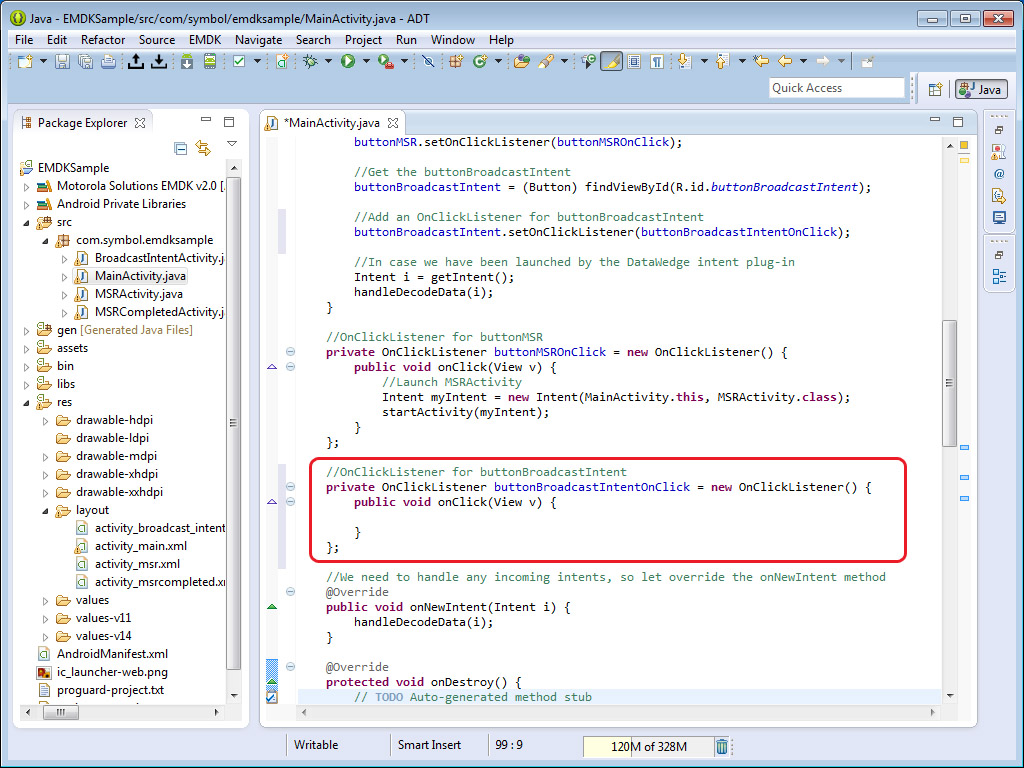 Java - EMDKSample/src/com/symbol/emdksample/MainActivity.java - ADT
File Edit Refactor Source EMDK Navigate Search Project Run Window Help
Quick Access
Java
Package Explorer
EMDKSample
Motorola Solutions EMDK v2.0 [
Android Private Libraries
src
com.symbol.emdksample
BroadcastIntentActivity.j
MainActivity.java
MSRActivity.java
MSRCompletedActivity.j
gen [Generated Java Files]
assets
bin
libs
res
drawable-hdpi
drawable-ldpi
drawable-mdpi
drawable-xhdpi
drawable-xxhdpi
layout
activity_broadcast_intent
activity_main.xml
activity_msr.xml
activity_msrcompleted.x
values
values-v11
values-v14
AndroidManifest.xml
ic_launcher-web.png
proguard-project.txt
*MainActivity.java
buttonMSR.setOnClickListener(buttonMSROnClick);
//Get the buttonBroadcastIntent
buttonBroadcastIntent = (Button) findViewById(R.id.buttonBroadcastIntent);
//Add an OnClickListener for buttonBroadcastIntent
buttonBroadcastIntent.setOnClickListener(buttonBroadcastIntentOnClick);
//In case we have been launched by the DataWedge intent plug-in
Intent i = getIntent();
handleDecodeData(i);
}
//OnClickListener for buttonMSR
private OnClickListener buttonMSROnClick = new OnClickListener() {
public void onClick(View v) {
//Launch MSRActivity
Intent myIntent = new Intent(MainActivity.this, MSRActivity.class);
startActivity(myIntent);
}
};
//OnClickListener for buttonBroadcastIntent
private OnClickListener buttonBroadcastIntentOnClick = new OnClickListener() {
public void onClick(View v) {
}
};
//We need to handle any incoming intents, so let override the onNewIntent method
@Override
public void onNewIntent(Intent i) {
handleDecodeData(i);
}
@Override
protected void onDestroy() {
// TODO Auto-generated method stub
Writable
Smart Insert
99 : 9
120M of 328M